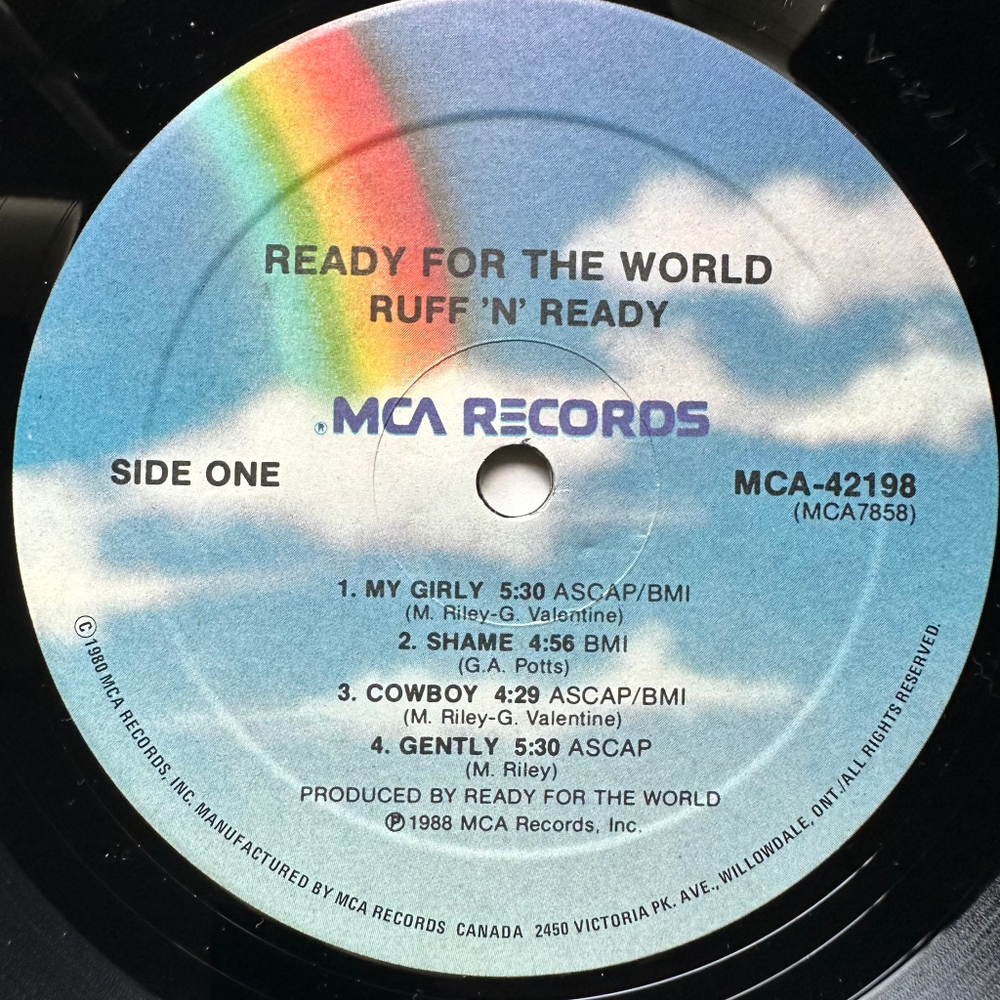 READY FOR THE WORLD
RUFF 'N' READY
® MCA RECORDS
SIDE ONE
MCA-42198
(MCA7858)
1. MY GIRLY 5:30 ASCAP/BMI
(M. Riley-G. Valentine)
2. SHAME 4:56 BMI
(G.A. Potts)
3. COWBOY 4:29 ASCAP/BMI
(M. Riley-G. Valentine)
4. GENTLY 5:30 ASCAP
(M. Riley)
PRODUCED BY READY FOR THE WORLD
℗ 1988 MCA Records, Inc.
© 1980 MCA RECORDS, INC. MANUFACTURED BY MCA RECORDS CANADA 2450 VICTORIA PK. AVE., WILLOWDALE, ONT./ALL RIGHTS RESERVED.